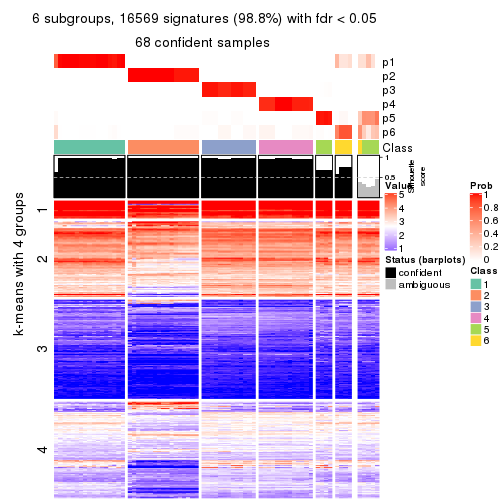 6 subgroups, 16569 signatures (98.8%) with fdr < 0.05
68 confident samples
p1
p2
p3
p4
p5
p6
Class
1
0.5
0
Silhouette
score
k-means with 4 groups
1
2
3
4
Value
5
4
3
2
1
Status (barplots)
confident
ambiguous
Prob
1
0.8
0.6
0.4
0.2
0
Class
1
2
3
4
5
6